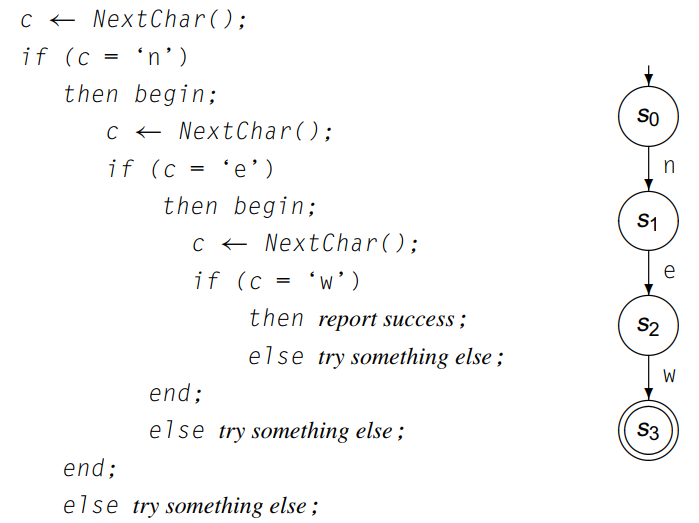 c ← NextChar();
if (c = ‘n’)
then begin;
c ← NextChar();
if (c = ‘e’)
then begin;
c ← NextChar();
if (c = ‘w’)
then report success;
else try something else;
end;
else try something else;
end;
else try something else;
s0
n
s1
e
s2
w
s3